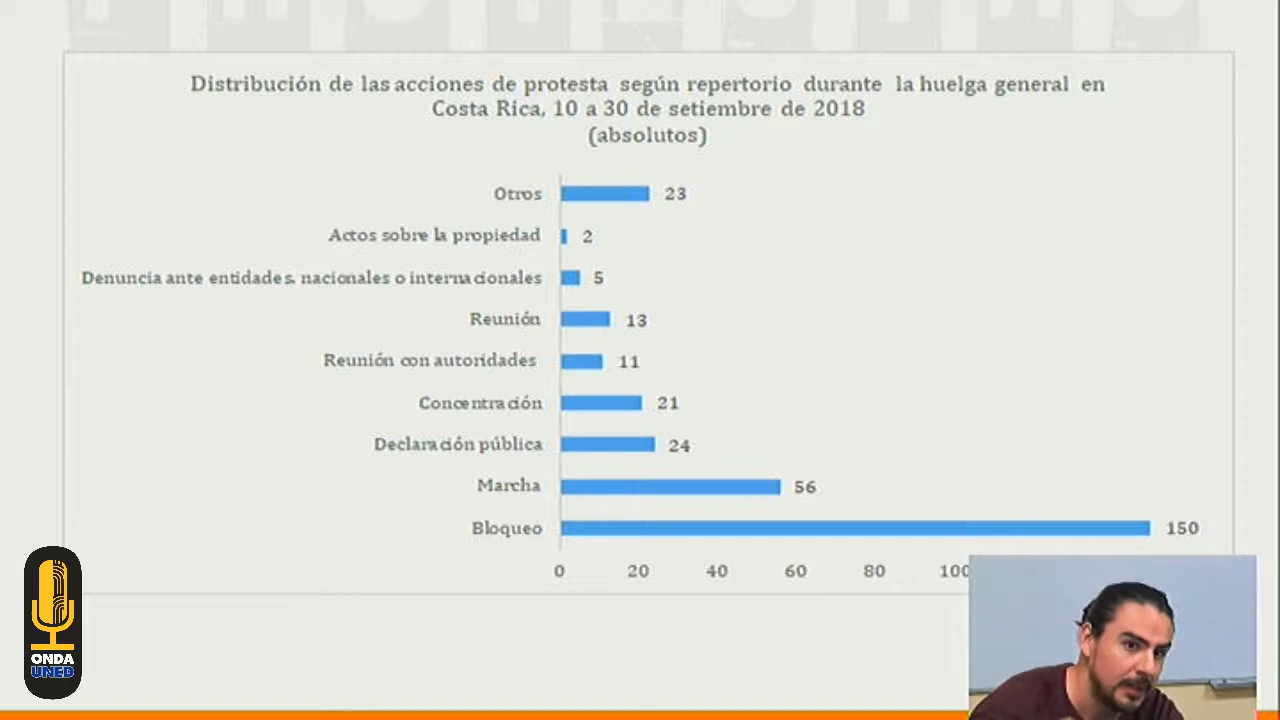 Distribución de las acciones de protesta según repertorio durante la huelga general en
Costa Rica, 10 a 30 de setiembre de 2018
(absolutos)
Otros 23
Actos sobre la propiedad 2
Denuncia ante entidades, nacionales o internacionales 5
Reunión 13
Reunión con autoridades 11
Concentración 21
Declaración pública 24
Marcha 56
Bloqueo 150
0 20 40 60 80 100
ONDA
UNED